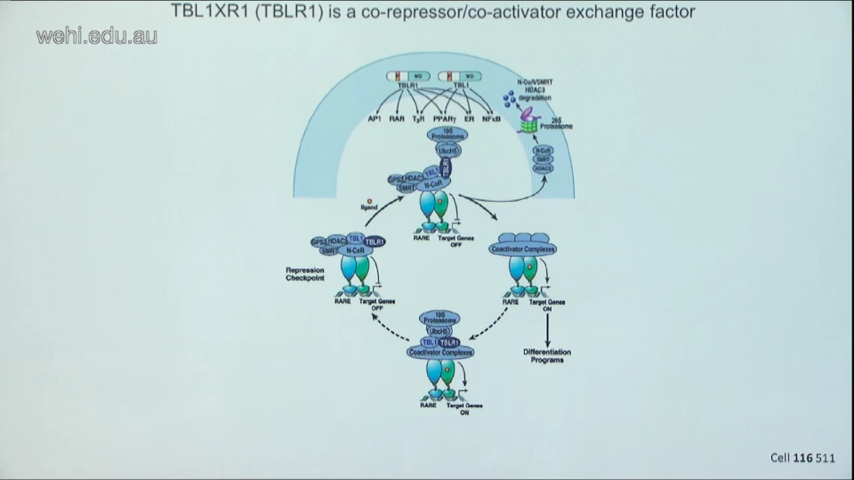 TBL1XR1 (TBLR1) is a co-repressor/co-activator exchange factor
wehi.edu.au
TBLR1 TBL1
AP1 RAR T3R PPARγ ER NFκB
N-CoR/SMRT
HDAC3
degradation
26S
Proteasome
N-CoR
SMRT
HDAC3
19S
Proteasome
UbcH5
TBL1
TBLR1
GPS2 HDAC3
SMRT N-CoR
ligand
RARE Target Genes
OFF
GPS2 HDAC3 TBL1 TBLR1
SMRT N-CoR
Repression
Checkpoint
RARE Target Genes
OFF
Coactivator Complexes
RARE Target Genes
ON
Differentiation
Programs
19S
Proteasome
UbcH5
TBL1 TBLR1
Coactivator Complexes
RARE Target Genes
ON
Cell 116 511